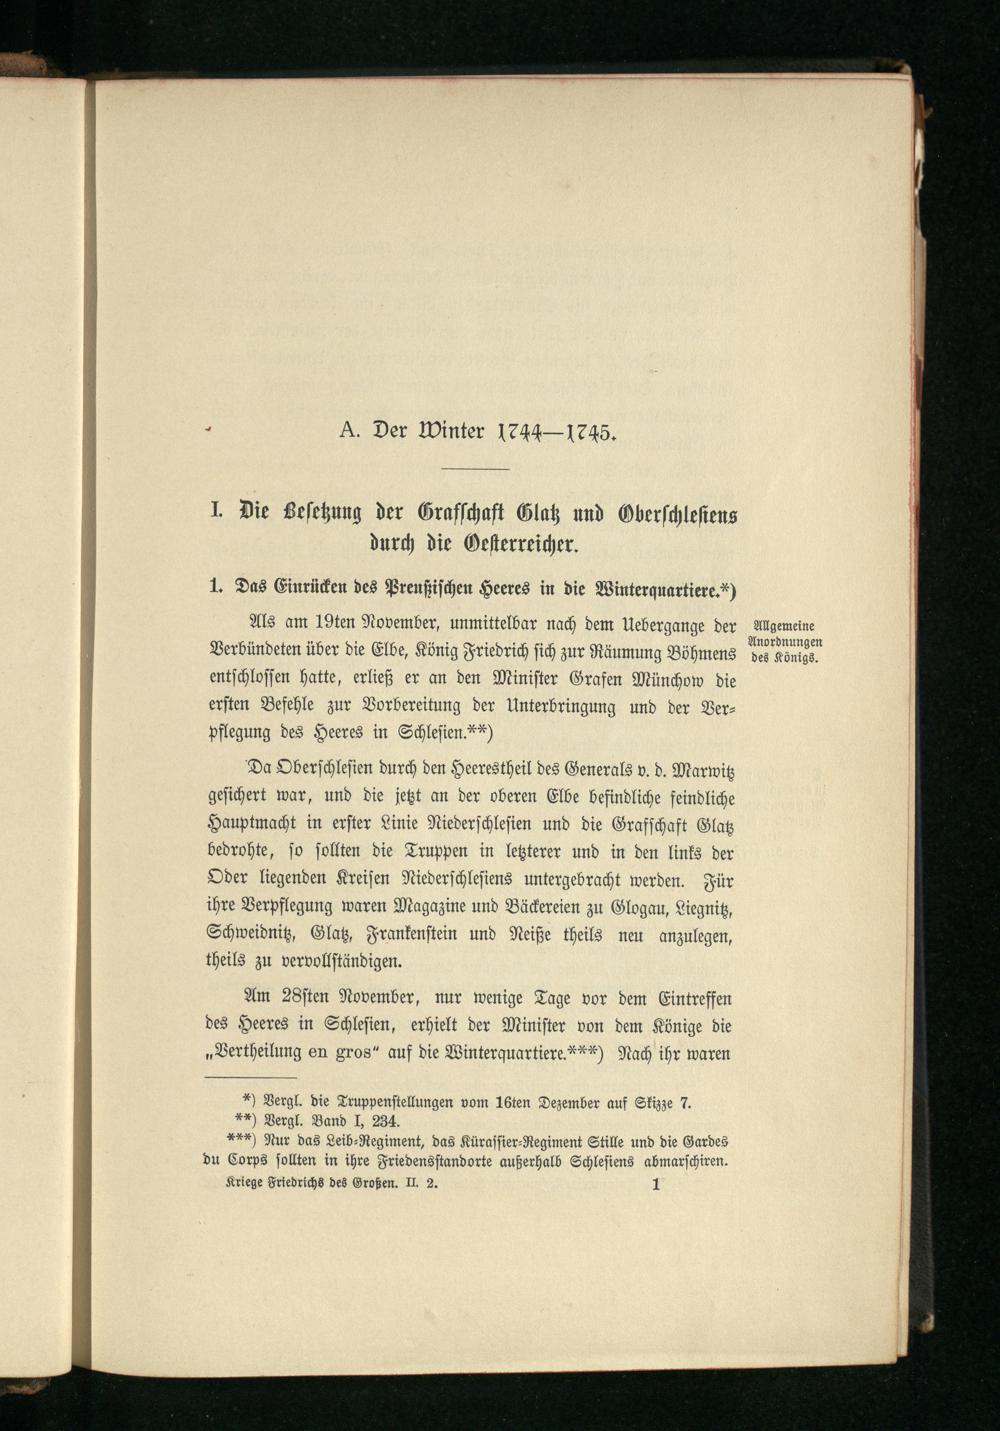 A. Der Winter 1744—1745.
I. Die Besetzung der Grafschaft Glatz und Oberschlesiens
durch die Oesterreicher.
1. Das Einrücken des Preußischen Heeres in die Winterquartiere.*)
Als am 19ten November, unmittelbar nach dem Uebergange der
Verbündeten über die Elbe, König Friedrich sich zur Räumung Böhmens
entschlossen hatte, erließ er an den Minister Grafen Münchow die
ersten Befehle zur Vorbereitung der Unterbringung und der Ver-
pflegung des Heeres in Schlesien.**)
Allgemeine
Anordnungen
des Königs.
Da Oberschlesien durch den Heerestheil des Generals v. d. Marwitz
gesichert war, und die jetzt an der oberen Elbe befindliche feindliche
Hauptmacht in erster Linie Niederschlesien und die Grafschaft Glatz
bedrohte, so sollten die Truppen in letzterer und in den links der
Oder liegenden Kreisen Niederschlesiens untergebracht werden. Für
ihre Verpflegung waren Magazine und Bäckereien zu Glogau, Liegnitz,
Schweidnitz, Glatz, Frankenstein und Neiße theils neu anzulegen,
theils zu vervollständigen.
Am 28sten November, nur wenige Tage vor dem Eintreffen
des Heeres in Schlesien, erhielt der Minister von dem Könige die
„Vertheilung en gros“ auf die Winterquartiere.***) Nach ihr waren
*) Vergl. die Truppenstellungen vom 16ten Dezember auf Skizze 7.
**) Vergl. Band I, 234.
***) Nur das Leib-Regiment, das Kürassier-Regiment Stille und die Gardes
du Corps sollten in ihre Friedensstandorte außerhalb Schlesiens abmarschiren.
Kriege Friedrichs des Großen. II. 2.
1